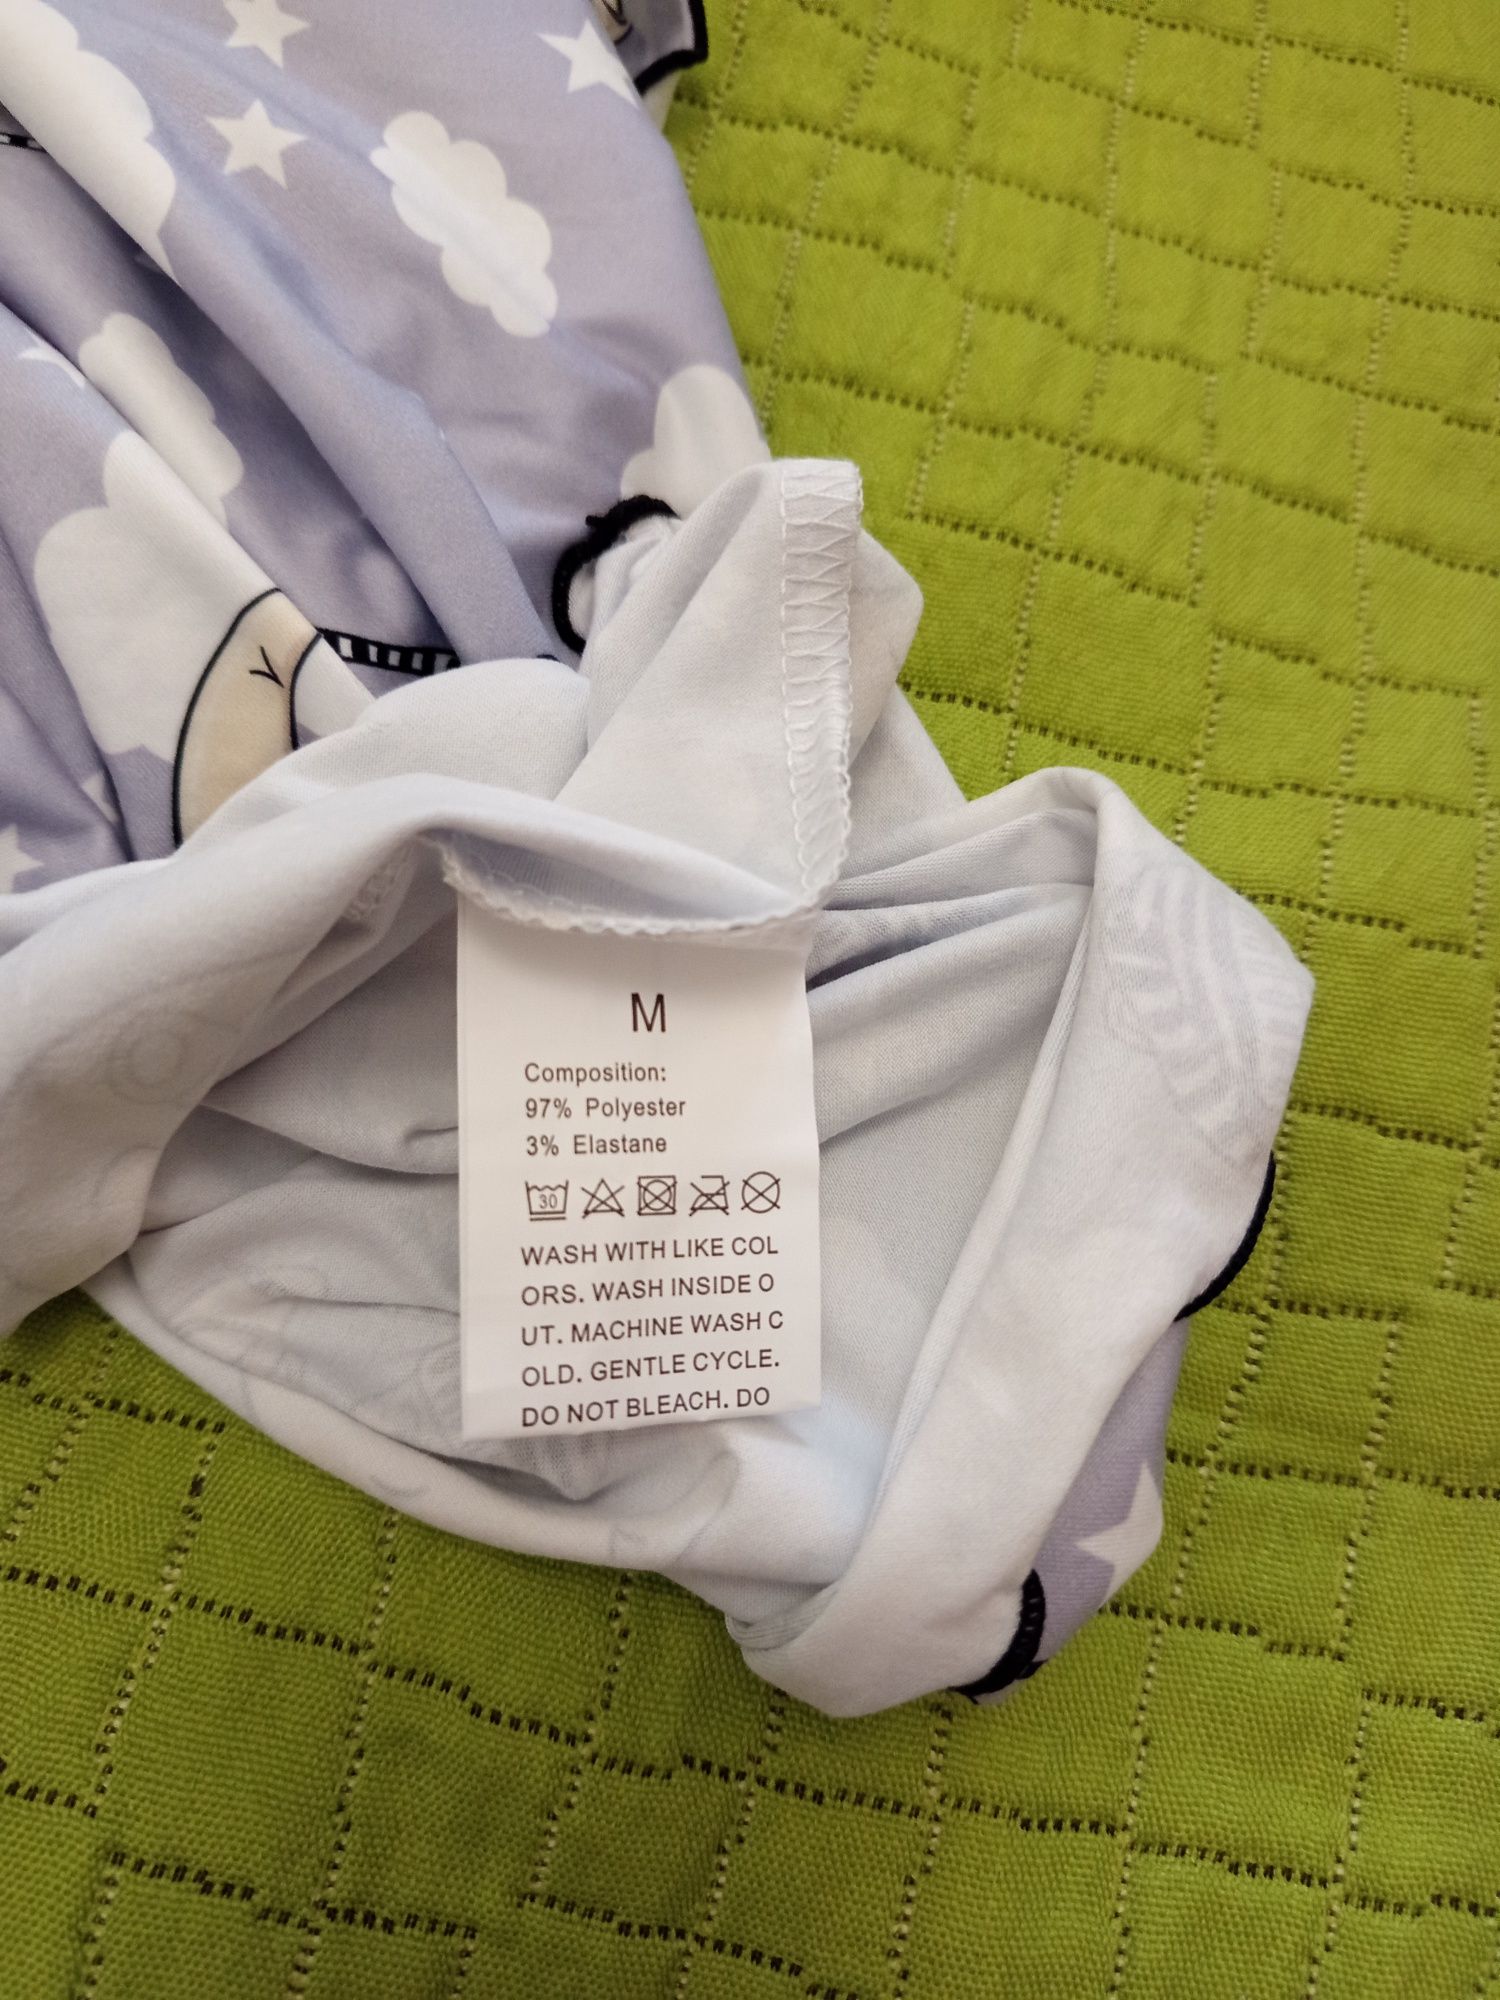 M
Composition:
97% Polyester
3% Elastane
30
WASH WITH LIKE COL
ORS. WASH INSIDE O
UT. MACHINE WASH C
OLD. GENTLE CYCLE.
DO NOT BLEACH. DO